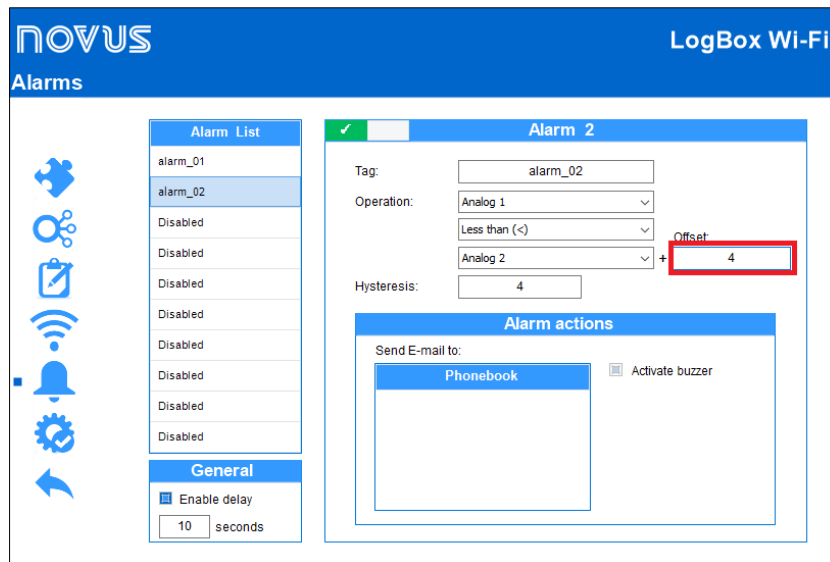 novus
LogBox Wi-Fi
Alarms
Alarm List
alarm_01
alarm_02
Disabled
Disabled
Disabled
Disabled
Disabled
Disabled
Disabled
Disabled
General
Enable delay
10 seconds
Alarm 2
Tag: alarm_02
Operation: Analog 1
Less than (<)
Offset:
Analog 2 + 4
Hysteresis: 4
Alarm actions
Send E-mail to:
Phonebook
Activate buzzer